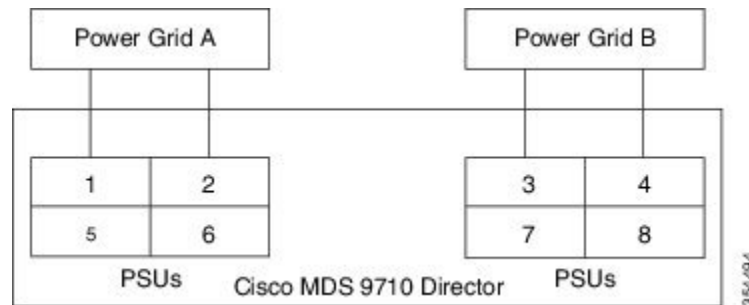 Power Grid A
Power Grid B
1 2
3 4
5 6
7 8
PSUs
Cisco MDS 9710 Director
PSUs